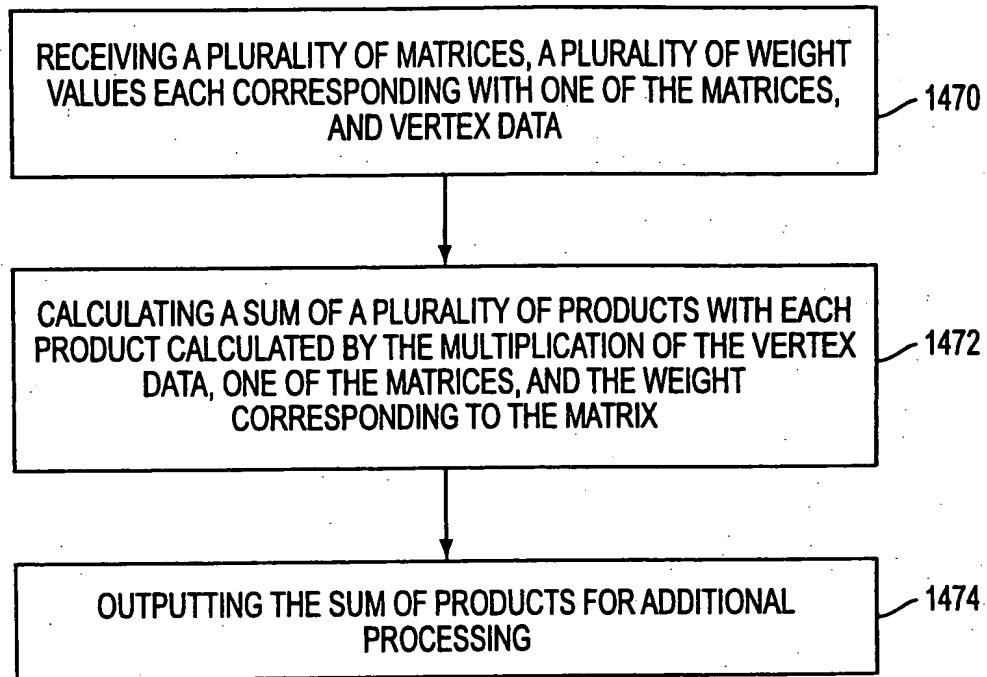 RECEIVING A PLURALITY OF MATRICES, A PLURALITY OF WEIGHT
VALUES EACH CORRESPONDING WITH ONE OF THE MATRICES,
AND VERTEX DATA
1470
CALCULATING A SUM OF A PLURALITY OF PRODUCTS WITH EACH
PRODUCT CALCULATED BY THE MULTIPLICATION OF THE VERTEX
DATA, ONE OF THE MATRICES, AND THE WEIGHT
CORRESPONDING TO THE MATRIX
1472
OUTPUTTING THE SUM OF PRODUCTS FOR ADDITIONAL
PROCESSING
1474